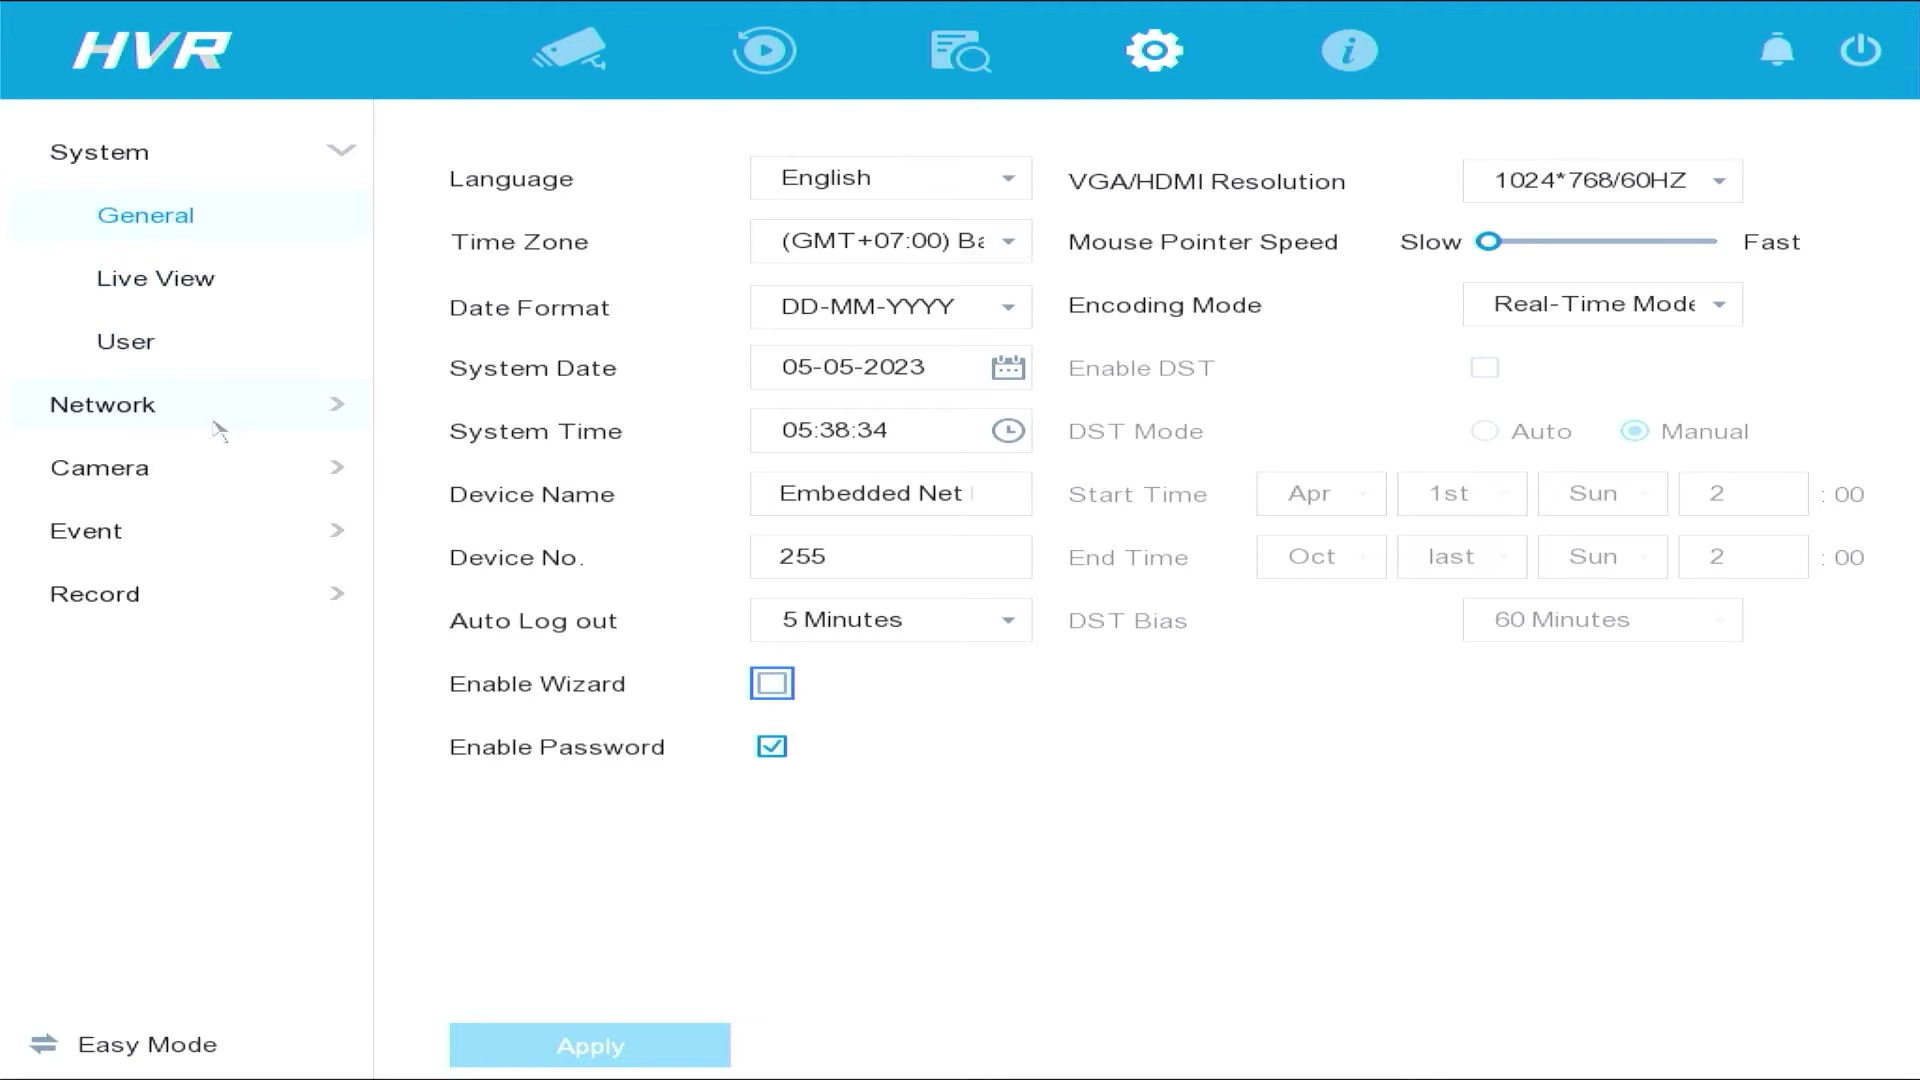 HVR
System
General
Live View
User
Network
Camera
Event
Record
Easy Mode
Language English
Time Zone (GMT+07:00) Ba
Date Format DD-MM-YYYY
System Date 05-05-2023
System Time 05:38:34
Device Name Embedded Net
Device No. 255
Auto Log out 5 Minutes
Enable Wizard
Enable Password
Apply
VGA/HDMI Resolution 1024*768/60HZ
Mouse Pointer Speed Slow Fast
Encoding Mode Real-Time Mode
Enable DST
DST Mode Auto Manual
Start Time Apr 1st Sun 2 : 00
End Time Oct last Sun 2 : 00
DST Bias 60 Minutes